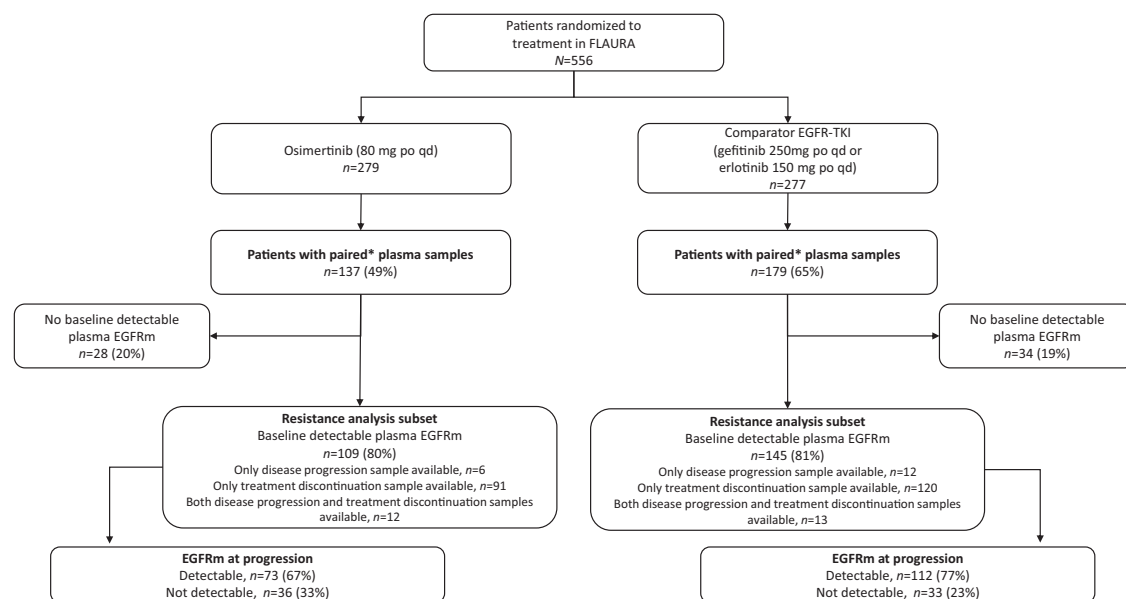 Patients randomized to
treatment in FLAURA
N=556
Osimertinib (80 mg po qd)
n=279
Comparator EGFR-TKI
(gefitinib 250mg po qd or
erlotinib 150 mg po qd)
n=277
Patients with paired* plasma samples
n=137 (49%)
Patients with paired* plasma samples
n=179 (65%)
No baseline detectable
plasma EGFRm
n=28 (20%)
No baseline detectable
plasma EGFRm
n=34 (19%)
Resistance analysis subset
Baseline detectable plasma EGFRm
n=109 (80%)
Only disease progression sample available, n=6
Only treatment discontinuation sample available, n=91
Both disease progression and treatment discontinuation samples
available, n=12
Resistance analysis subset
Baseline detectable plasma EGFRm
n=145 (81%)
Only disease progression sample available, n=12
Only treatment discontinuation sample available, n=120
Both disease progression and treatment discontinuation samples
available, n=13
EGFRm at progression
Detectable, n=73 (67%)
Not detectable, n=36 (33%)
EGFRm at progression
Detectable, n=112 (77%)
Not detectable, n=33 (23%)